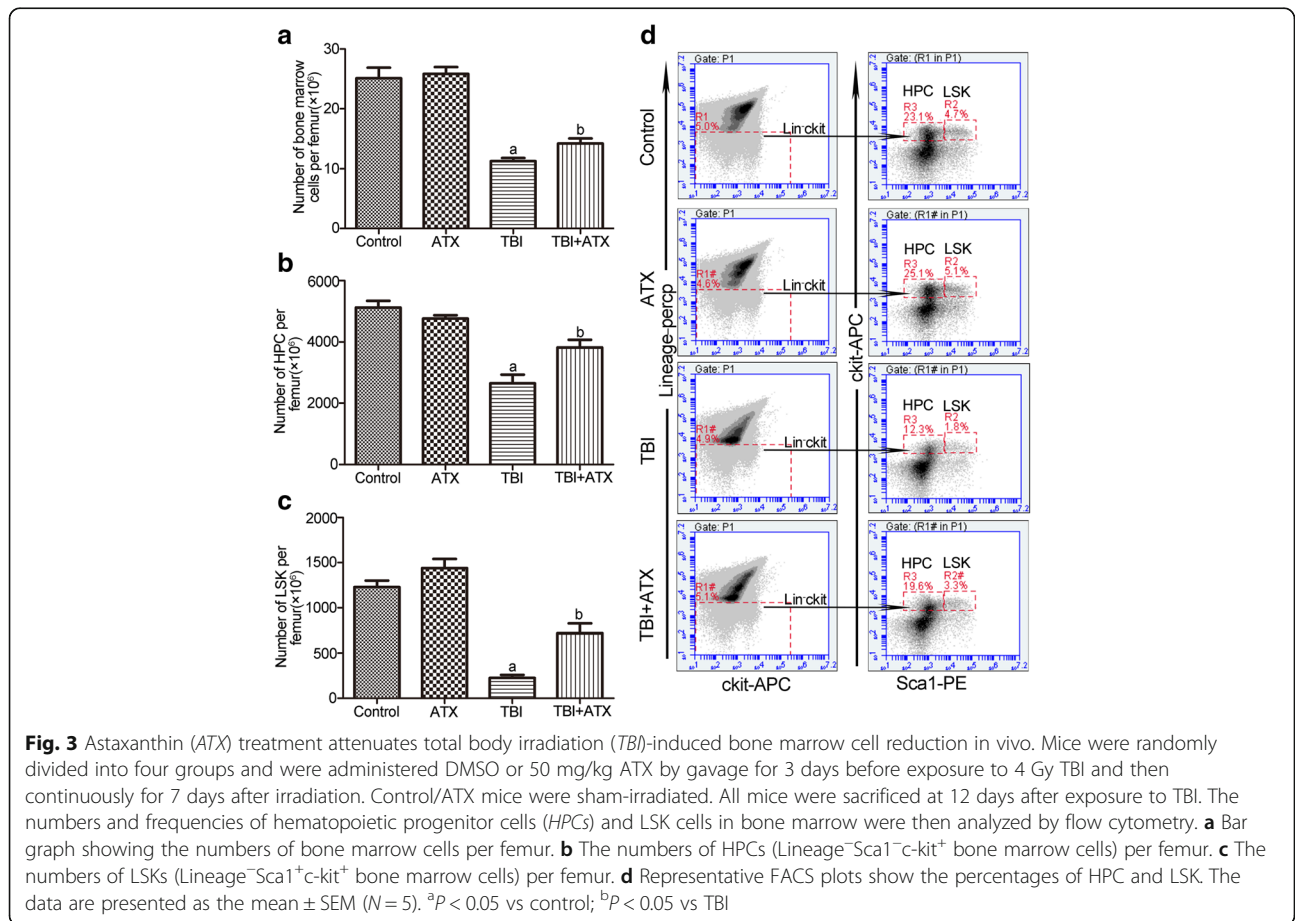 a
Number of bone marrow
cells per femur(×10⁶)
30
20
10
0
Control ATX TBI TBI+ATX
a
b
b
Number of HPC per
femur(×10⁶)
6000
4000
2000
0
Control ATX TBI TBI+ATX
a
b
c
Number of LSK per
femur(×10⁶)
2000
1500
1000
500
0
Control ATX TBI TBI+ATX
a
b
d
Control
Gate: P1
R1
5.0%
Lin⁻ckit
Gate: (R1 in P1)
HPC LSK
R3
23.1%
R2
4.7%
ATX
Gate: P1
R1#
4.6%
Lin⁻ckit
Gate: (R1# in P1)
HPC LSK
R3
25.1%
R2
5.1%
TBI
Gate: P1
R1#
4.9%
Lin⁻ckit
Gate: (R1# in P1)
HPC LSK
R3
12.3%
R2
1.8%
TBI+ATX
Gate: P1
R1#
5.1%
Lin⁻ckit
Gate: (R1# in P1)
HPC LSK
R3
19.6%
R2#
3.3%
Lineage-percp
ckit-APC
ckit-APC
Sca1-PE
Fig. 3 Astaxanthin (ATX) treatment attenuates total body irradiation (TBI)-induced bone marrow cell reduction in vivo. Mice were randomly
divided into four groups and were administered DMSO or 50 mg/kg ATX by gavage for 3 days before exposure to 4 Gy TBI and then
continuously for 7 days after irradiation. Control/ATX mice were sham-irradiated. All mice were sacrificed at 12 days after exposure to TBI. The
numbers and frequencies of hematopoietic progenitor cells (HPCs) and LSK cells in bone marrow were then analyzed by flow cytometry. a Bar
graph showing the numbers of bone marrow cells per femur. b The numbers of HPCs (Lineage⁻Sca1⁻c-kit⁺ bone marrow cells) per femur. c The
numbers of LSKs (Lineage⁻Sca1⁺c-kit⁺ bone marrow cells) per femur. d Representative FACS plots show the percentages of HPC and LSK. The
data are presented as the mean ± SEM (N = 5). ᵃP < 0.05 vs control; ᵇP < 0.05 vs TBI